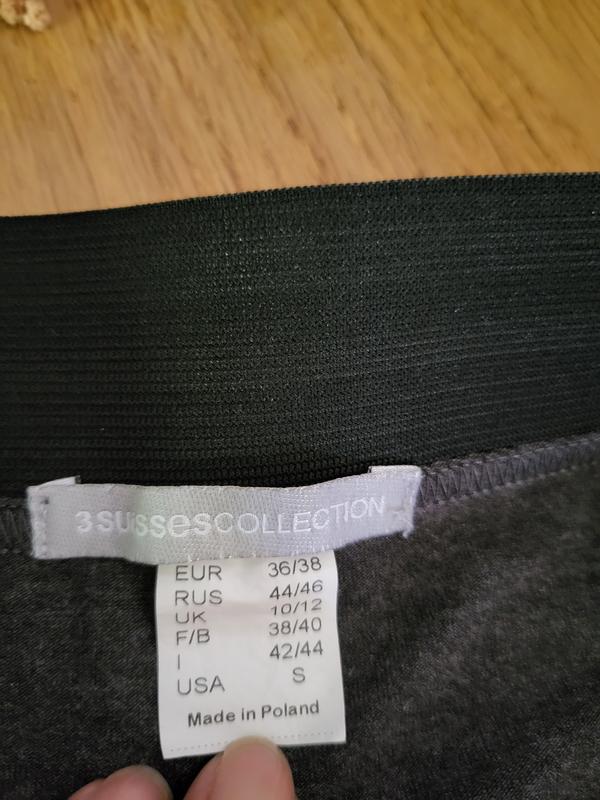 3SUISSESCOLLECTION
EUR 36/38
RUS 44/46
UK 10/12
F/B 38/40
I 42/44
USA S
Made in Poland